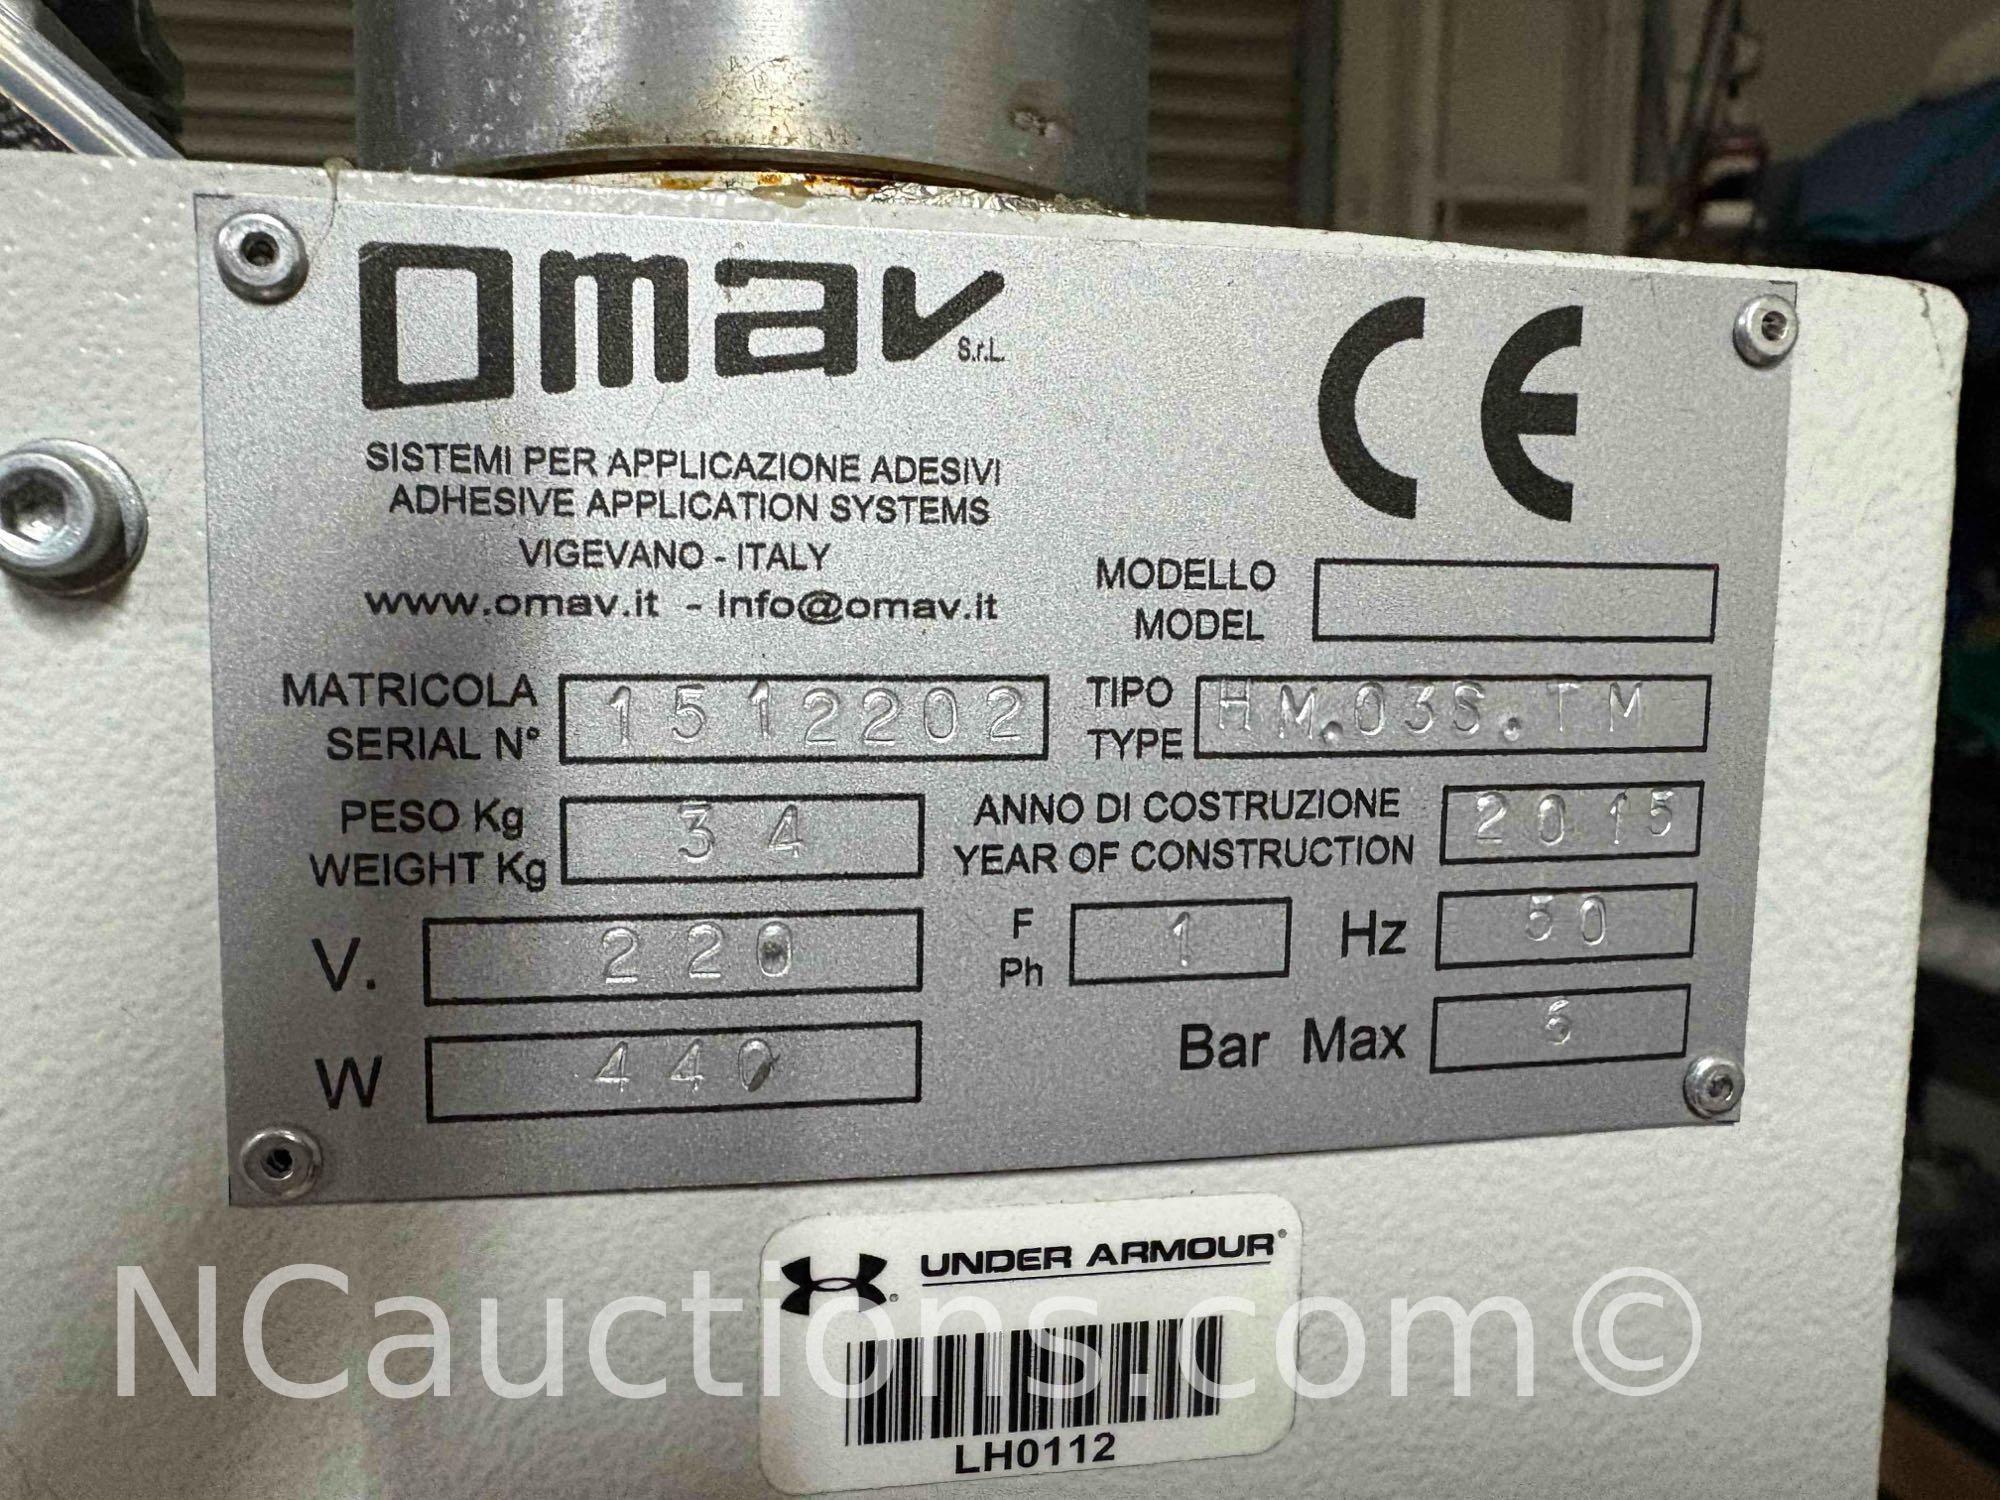 omav S.r.L.
CE
SISTEMI PER APPLICAZIONE ADESIVI
ADHESIVE APPLICATION SYSTEMS
VIGEVANO - ITALY
www.omav.it - Info@omav.it
MODELLO
MODEL
MATRICOLA
SERIAL N° 1512202
TIPO
TYPE HM.03S.TM
PESO Kg
WEIGHT Kg 34
ANNO DI COSTRUZIONE
YEAR OF CONSTRUCTION 2015
V. 220
F
Ph 1
Hz 50
W 440
Bar Max 6
UNDER ARMOUR®
NCauctions.com©
LH0112